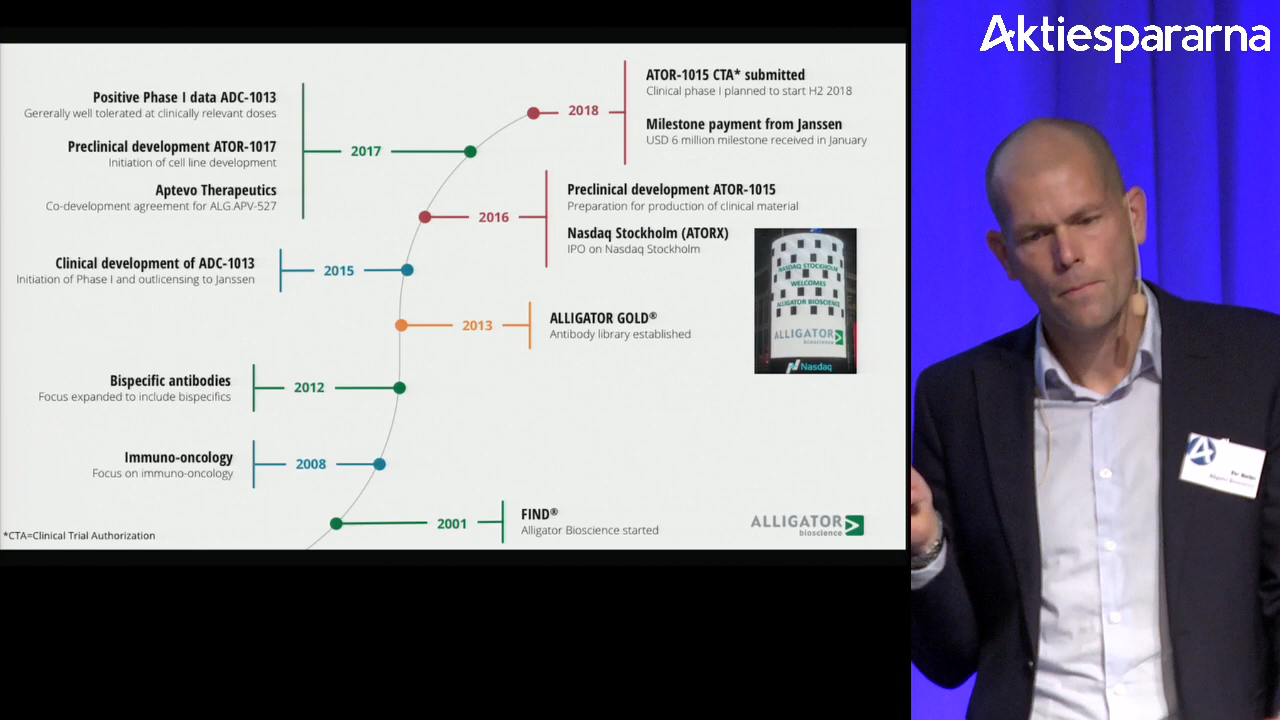 Aktiespararna
ATOR-1015 CTA* submitted
Clinical phase I planned to start H2 2018
Milestone payment from Janssen
USD 6 million milestone received in January
2018
Positive Phase I data ADC-1013
Gererally well tolerated at clinically relevant doses
Preclinical development ATOR-1017
Initiation of cell line development
Aptevo Therapeutics
Co-development agreement for ALG.APV-527
2017
Preclinical development ATOR-1015
Preparation for production of clinical material
Nasdaq Stockholm (ATORX)
IPO on Nasdaq Stockholm
2016
NASDAQ STOCKHOLM
WELCOMES
ALLIGATOR BIOSCIENCE
ALLIGATOR
bioscience
Nasdaq
Clinical development of ADC-1013
Initiation of Phase I and outlicensing to Janssen
2015
2013
ALLIGATOR GOLD®
Antibody library established
Bispecific antibodies
Focus expanded to include bispecifics
2012
Immuno-oncology
Focus on immuno-oncology
2008
2001
FIND®
Alligator Bioscience started
ALLIGATOR
bioscience
*CTA=Clinical Trial Authorization